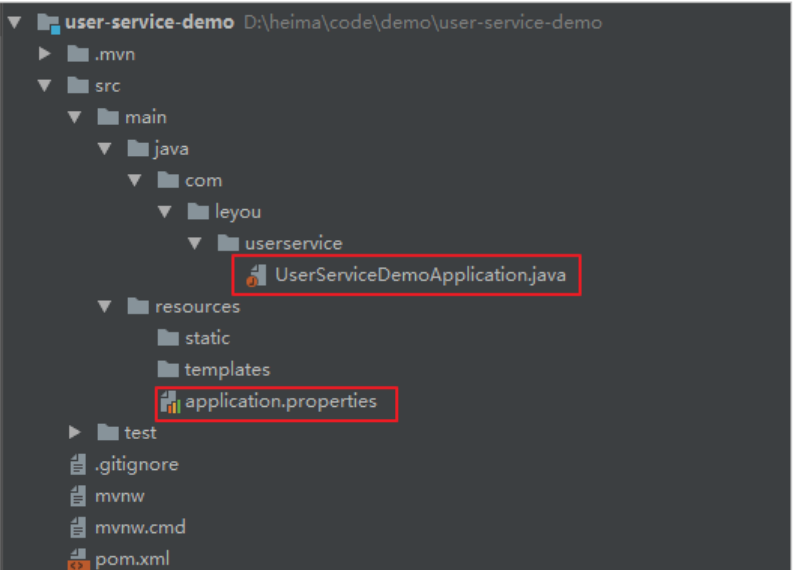 user-service-demo D:\heima\code\demo\user-service-demo
.mvn
src
main
java
com
leyou
userservice
UserServiceDemoApplication.java
resources
static
templates
application.properties
test
.gitignore
mvnw
mvnw.cmd
pom.xml